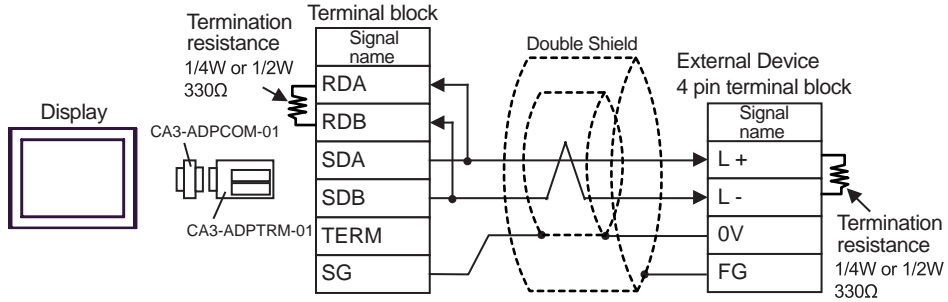 Display
CA3-ADPCOM-01
CA3-ADPTRM-01
Termination
resistance
1/4W or 1/2W
330Ω
Terminal block
Signal
name
RDA
RDB
SDA
SDB
TERM
SG
Double Shield
External Device
4 pin terminal block
Signal
name
L +
L -
0V
FG
Termination
resistance
1/4W or 1/2W
330Ω